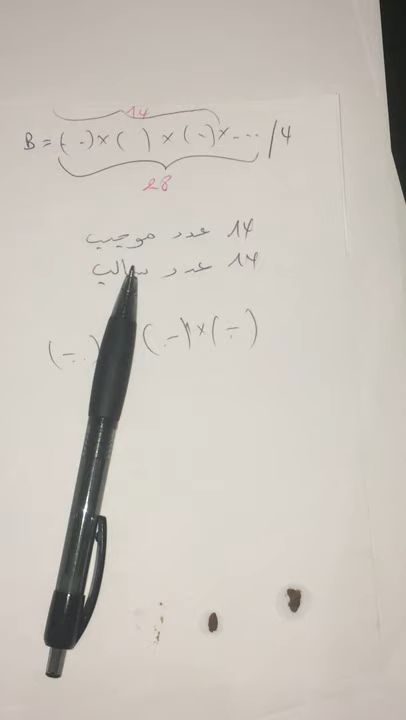 14
B = (- .) × ( ) × (-) × - ... / 4
28
14 عدد موجب
14 عدد سالب
(-.) (.-) × (-)